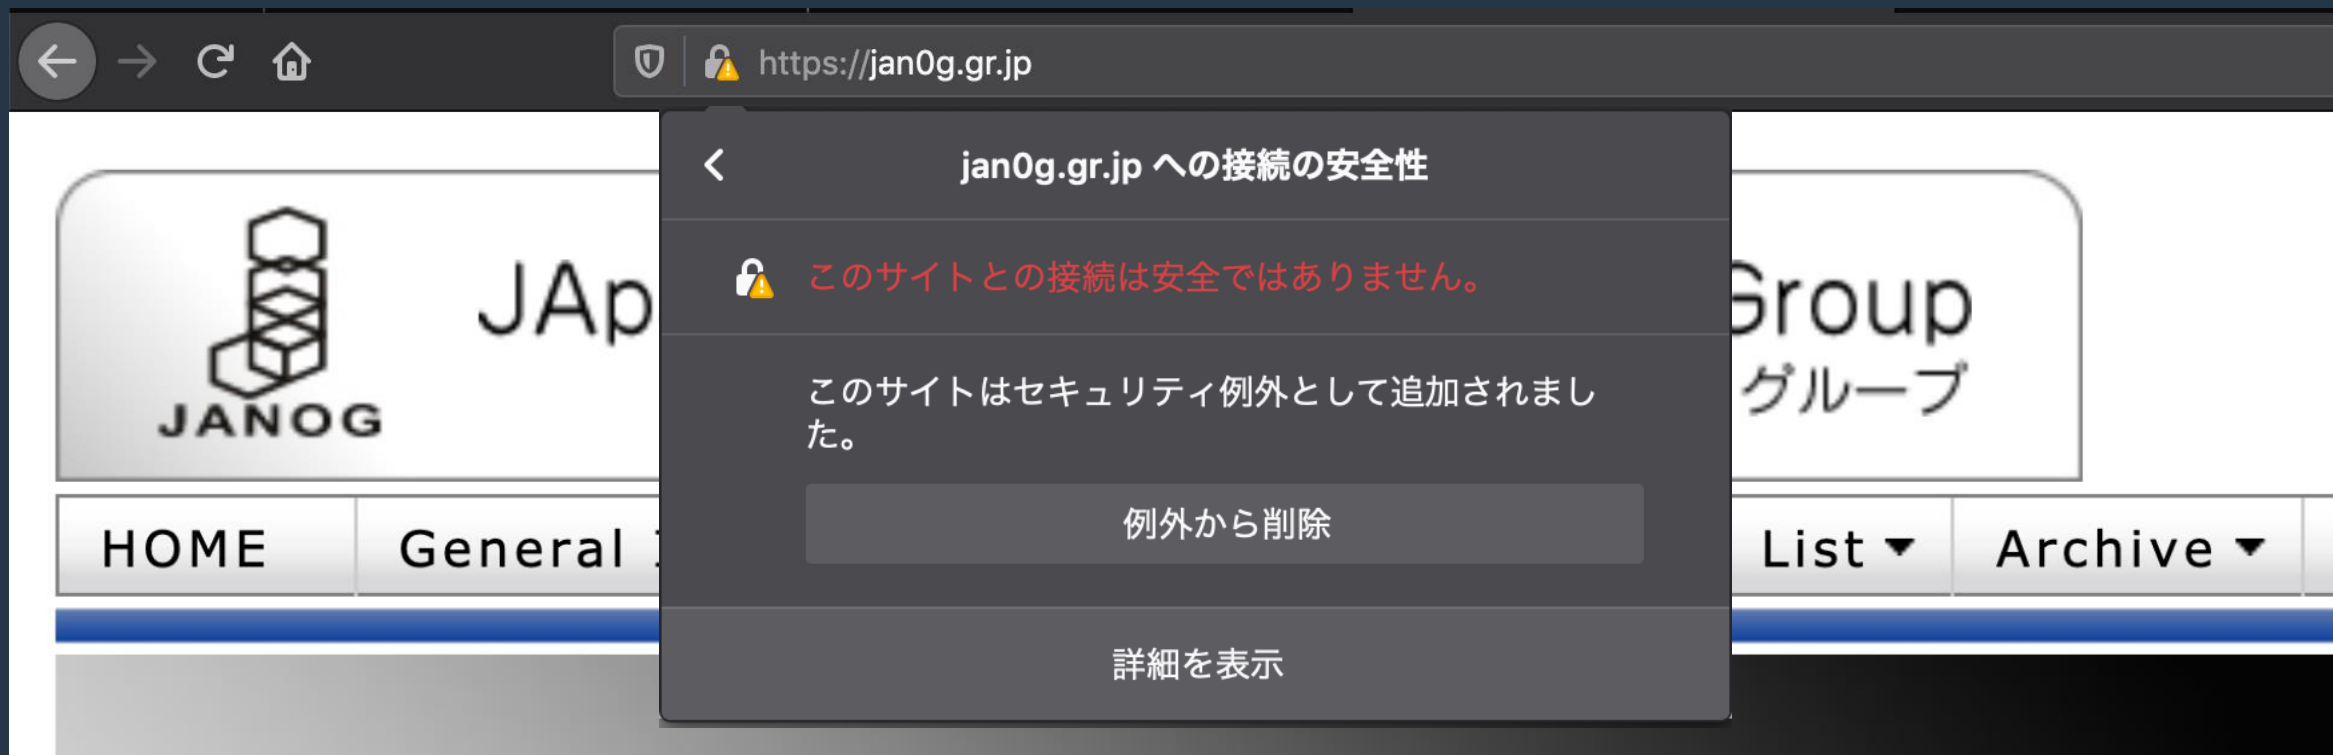 https://jan0g.gr.jp
jan0g.gr.jp への接続の安全性
このサイトとの接続は安全ではありません。
このサイトはセキュリティ例外として追加されまし
た。
例外から削除
詳細を表示
JAp
Group
グループ
JANOG
HOME
General
List
Archive